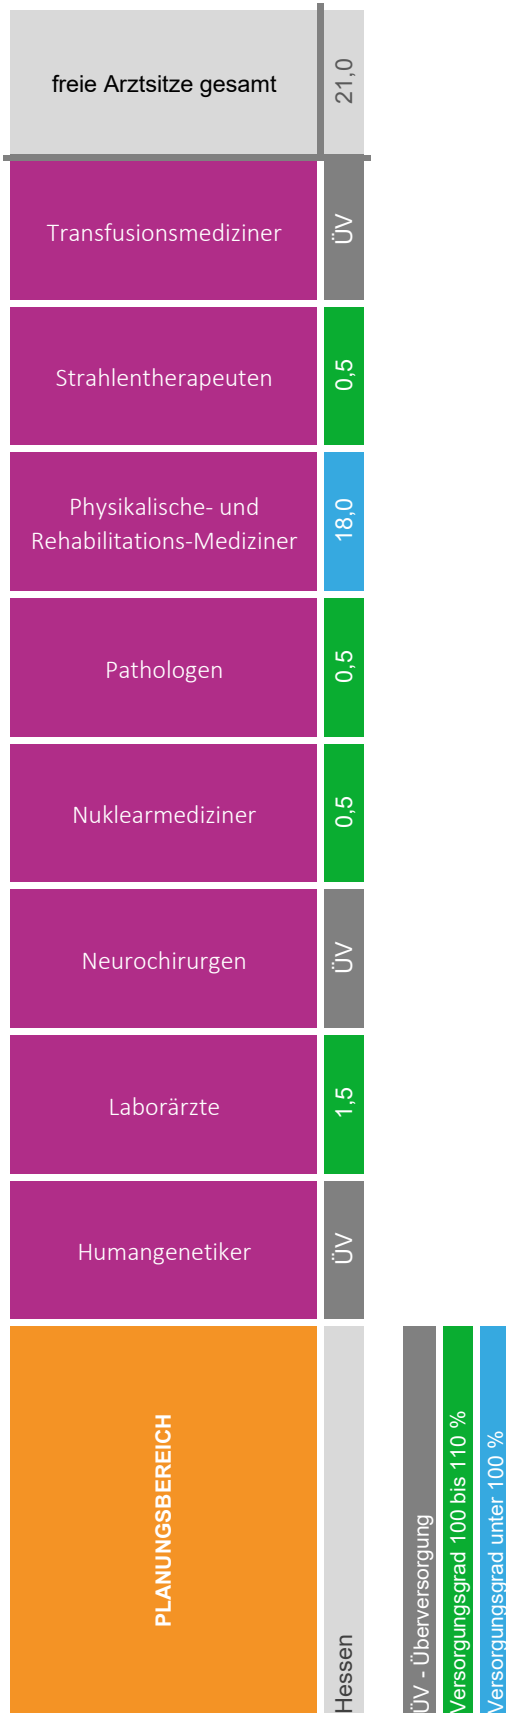 freie Arztsitze gesamt
21,0
Transfusionsmediziner
ÜV
Strahlentherapeuten
0,5
Physikalische- und
Rehabilitations-Mediziner
18,0
Pathologen
0,5
Nuklearmediziner
0,5
Neurochirurgen
ÜV
Laborärzte
1,5
Humangenetiker
ÜV
PLANUNGSBEREICH
Hessen
ÜV - Überversorgung
Versorgungsgrad 100 bis 110 %
Versorgungsgrad unter 100 %